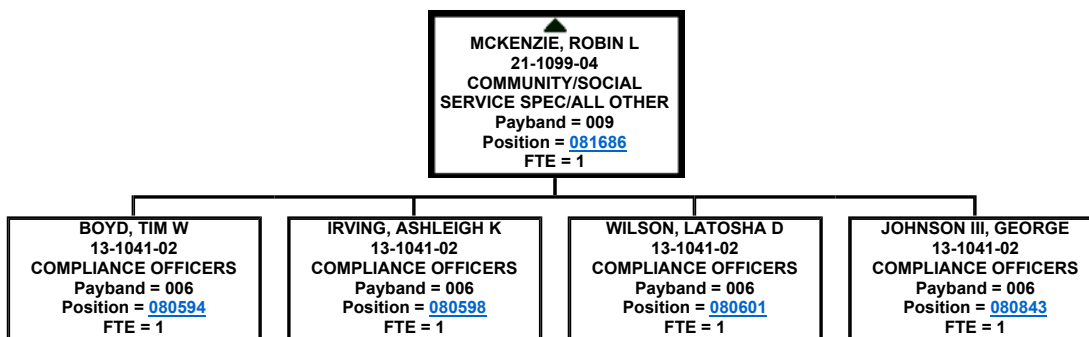 MCKENZIE, ROBIN L
21-1099-04
COMMUNITY/SOCIAL
SERVICE SPEC/ALL OTHER
Payband = 009
Position = 081686
FTE = 1
BOYD, TIM W
13-1041-02
COMPLIANCE OFFICERS
Payband = 006
Position = 080594
FTE = 1
IRVING, ASHLEIGH K
13-1041-02
COMPLIANCE OFFICERS
Payband = 006
Position = 080598
FTE = 1
WILSON, LATOSHA D
13-1041-02
COMPLIANCE OFFICERS
Payband = 006
Position = 080601
FTE = 1
JOHNSON III, GEORGE
13-1041-02
COMPLIANCE OFFICERS
Payband = 006
Position = 080843
FTE = 1